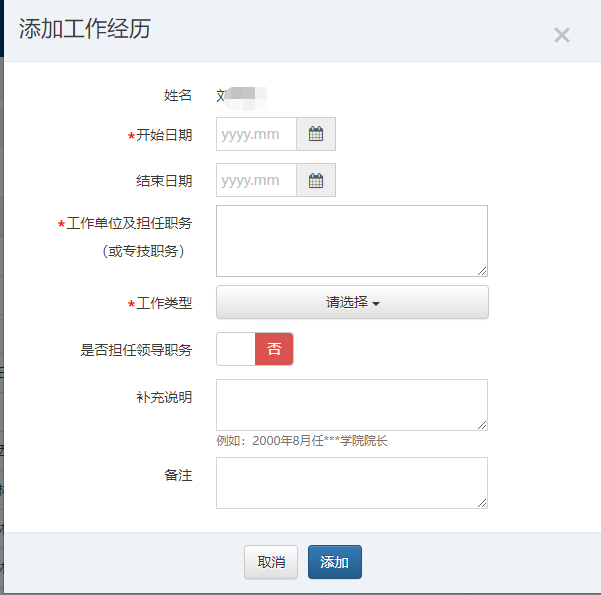 添加工作经历
×
姓名
*开始日期 yyyy.mm
结束日期 yyyy.mm
*工作单位及担任职务
（或专技职务）
*工作类型 请选择
是否担任领导职务 否
补充说明
例如：2000年8月任***学院院长
备注
取消 添加